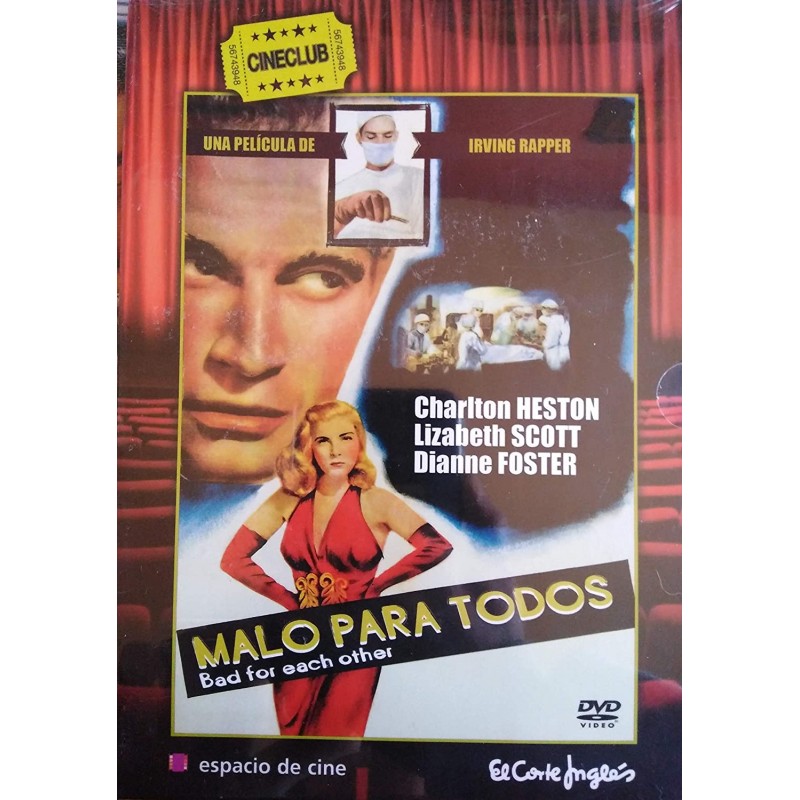 56743948
CINECLUB
56743948
UNA PELÍCULA DE
IRVING RAPPER
Charlton HESTON
Lizabeth SCOTT
Dianne FOSTER
MALO PARA TODOS
Bad for each other
DVD
VIDEO
espacio de cine
El Corte Inglés